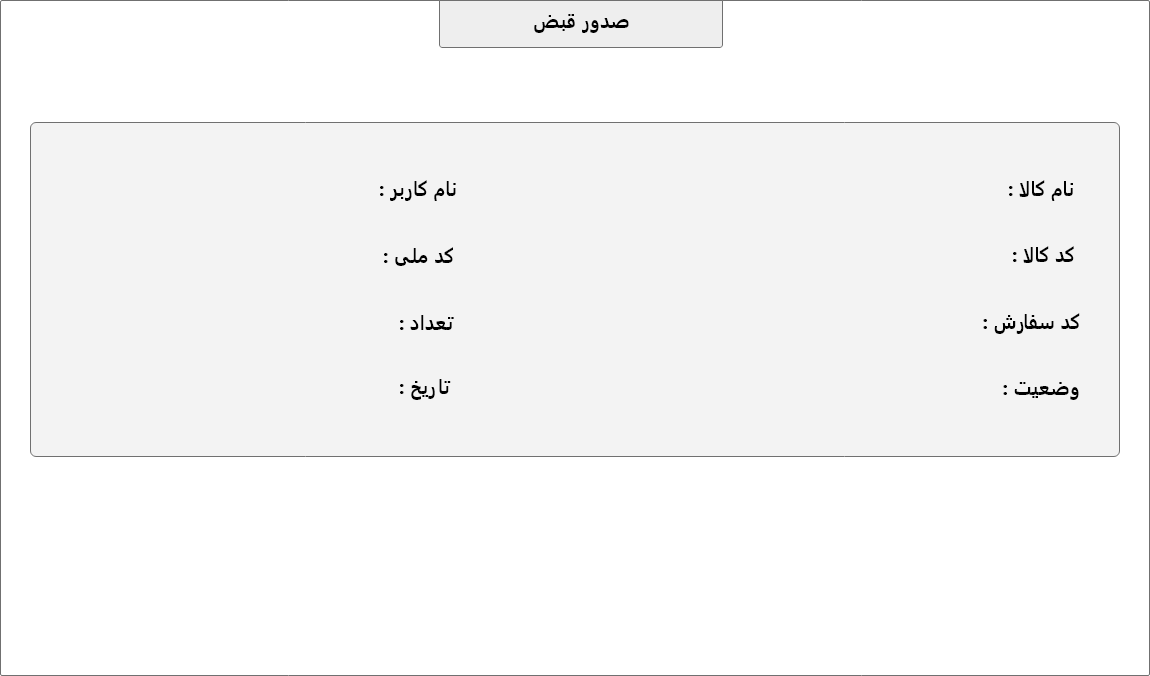 صدور قبض
نام کالا :
نام کاربر :
کد کالا :
کد ملی :
کد سفارش :
تعداد :
وضعیت :
تاریخ :